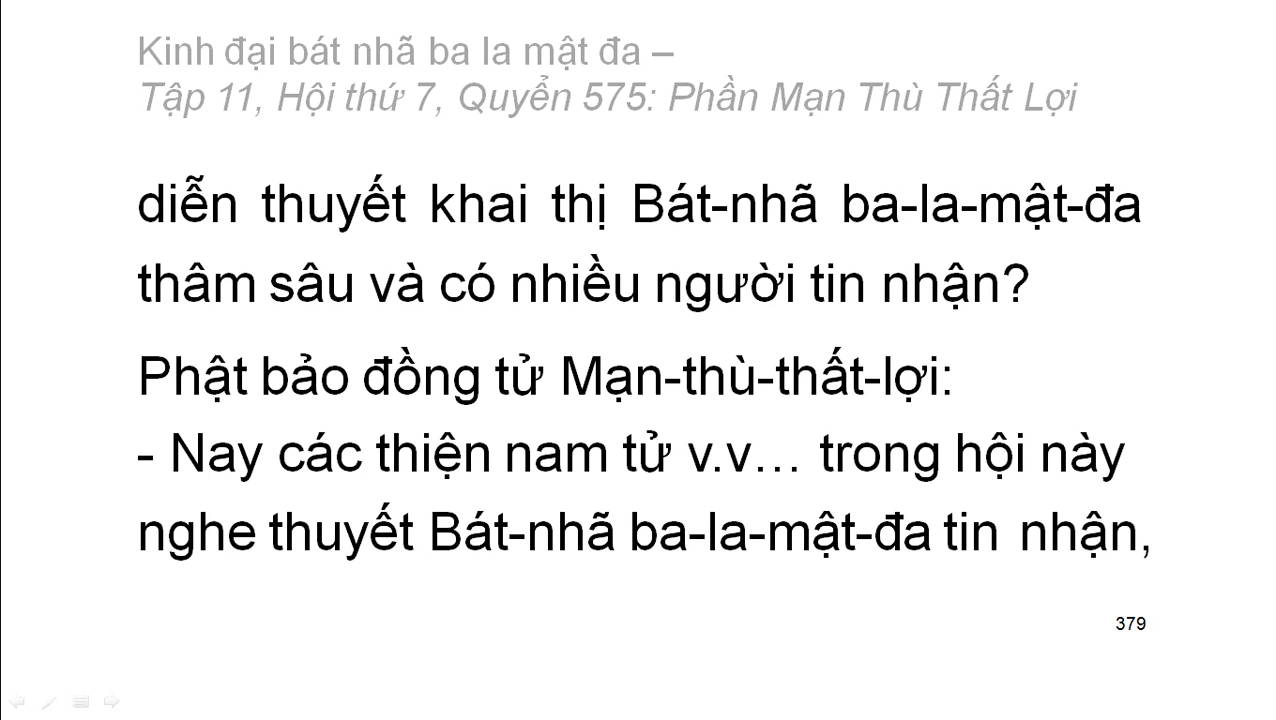 Kinh đại bát nhã ba la mật đa –
Tập 11, Hội thứ 7, Quyển 575: Phần Mạn Thù Thất Lợi
diễn thuyết khai thị Bát-nhã ba-la-mật-đa
thâm sâu và có nhiều người tin nhận?
Phật bảo đồng tử Mạn-thù-thất-lợi:
- Nay các thiện nam tử v.v… trong hội này
nghe thuyết Bát-nhã ba-la-mật-đa tin nhận,
379